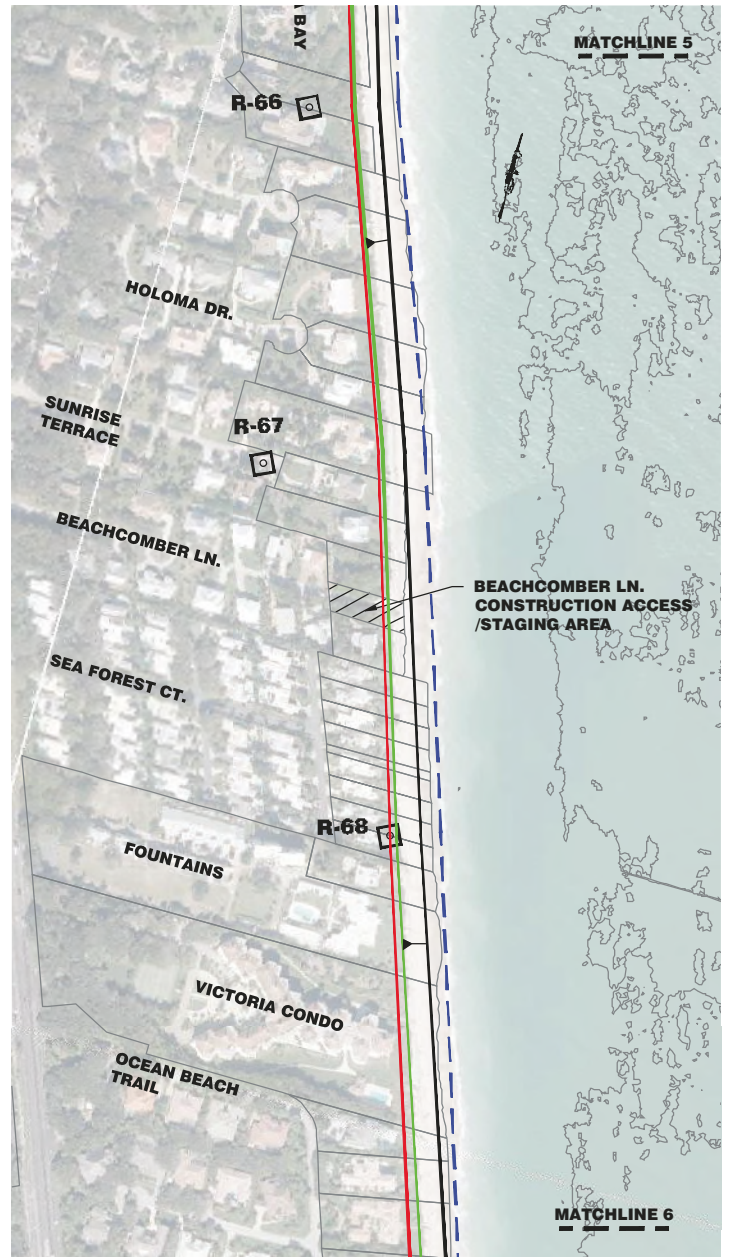 A BAY
MATCHLINE 5
R-66
HOLOMA DR.
SUNRISE
TERRACE
R-67
BEACHCOMBER LN.
BEACHCOMBER LN.
CONSTRUCTION ACCESS
/STAGING AREA
SEA FOREST CT.
R-68
FOUNTAINS
VICTORIA CONDO
OCEAN BEACH
TRAIL
MATCHLINE 6